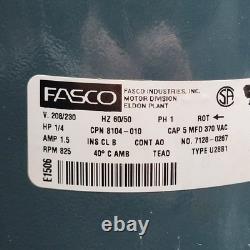 FASCO
FASCO INDUSTRIES, INC.
MOTOR DIVISION
ELDON PLANT
SA
V. 208/230 HZ 60/50 PH 1 ROT
HP 1/4 CPN 8104-010 CAP 5 MFD 370 VAC
AMP 1.5 INS CL B CONT AO NO. 7128-0267
RPM 825 40° C AMB TEAO TYPE U28B1
E1506